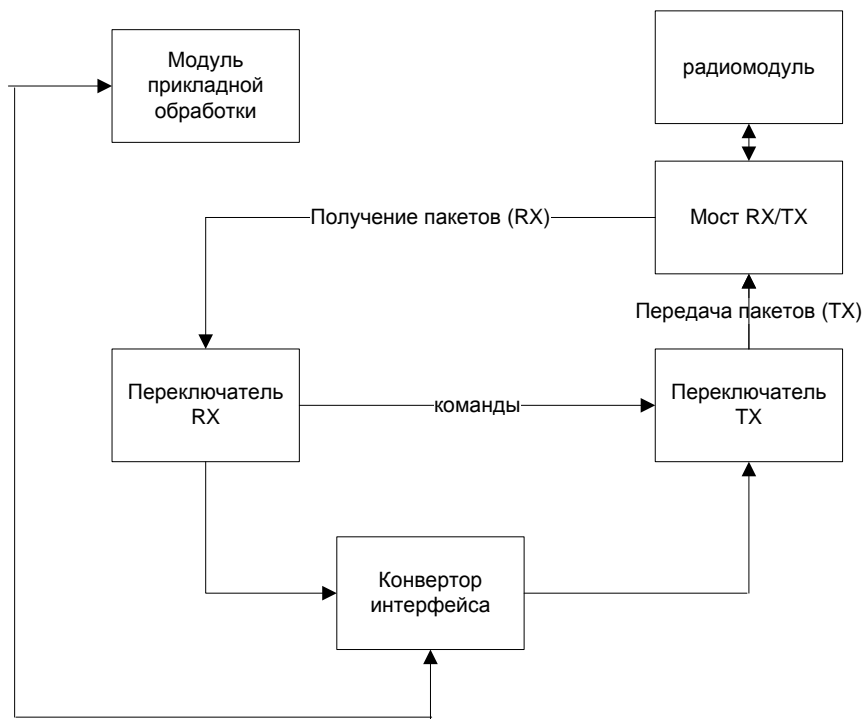 Модуль
прикладной
обработки
радиомодуль
Получение пакетов (RX)
Мост RX/TX
Передача пакетов (TX)
Переключатель
RX
команды
Переключатель
TX
Конвертор
интерфейса